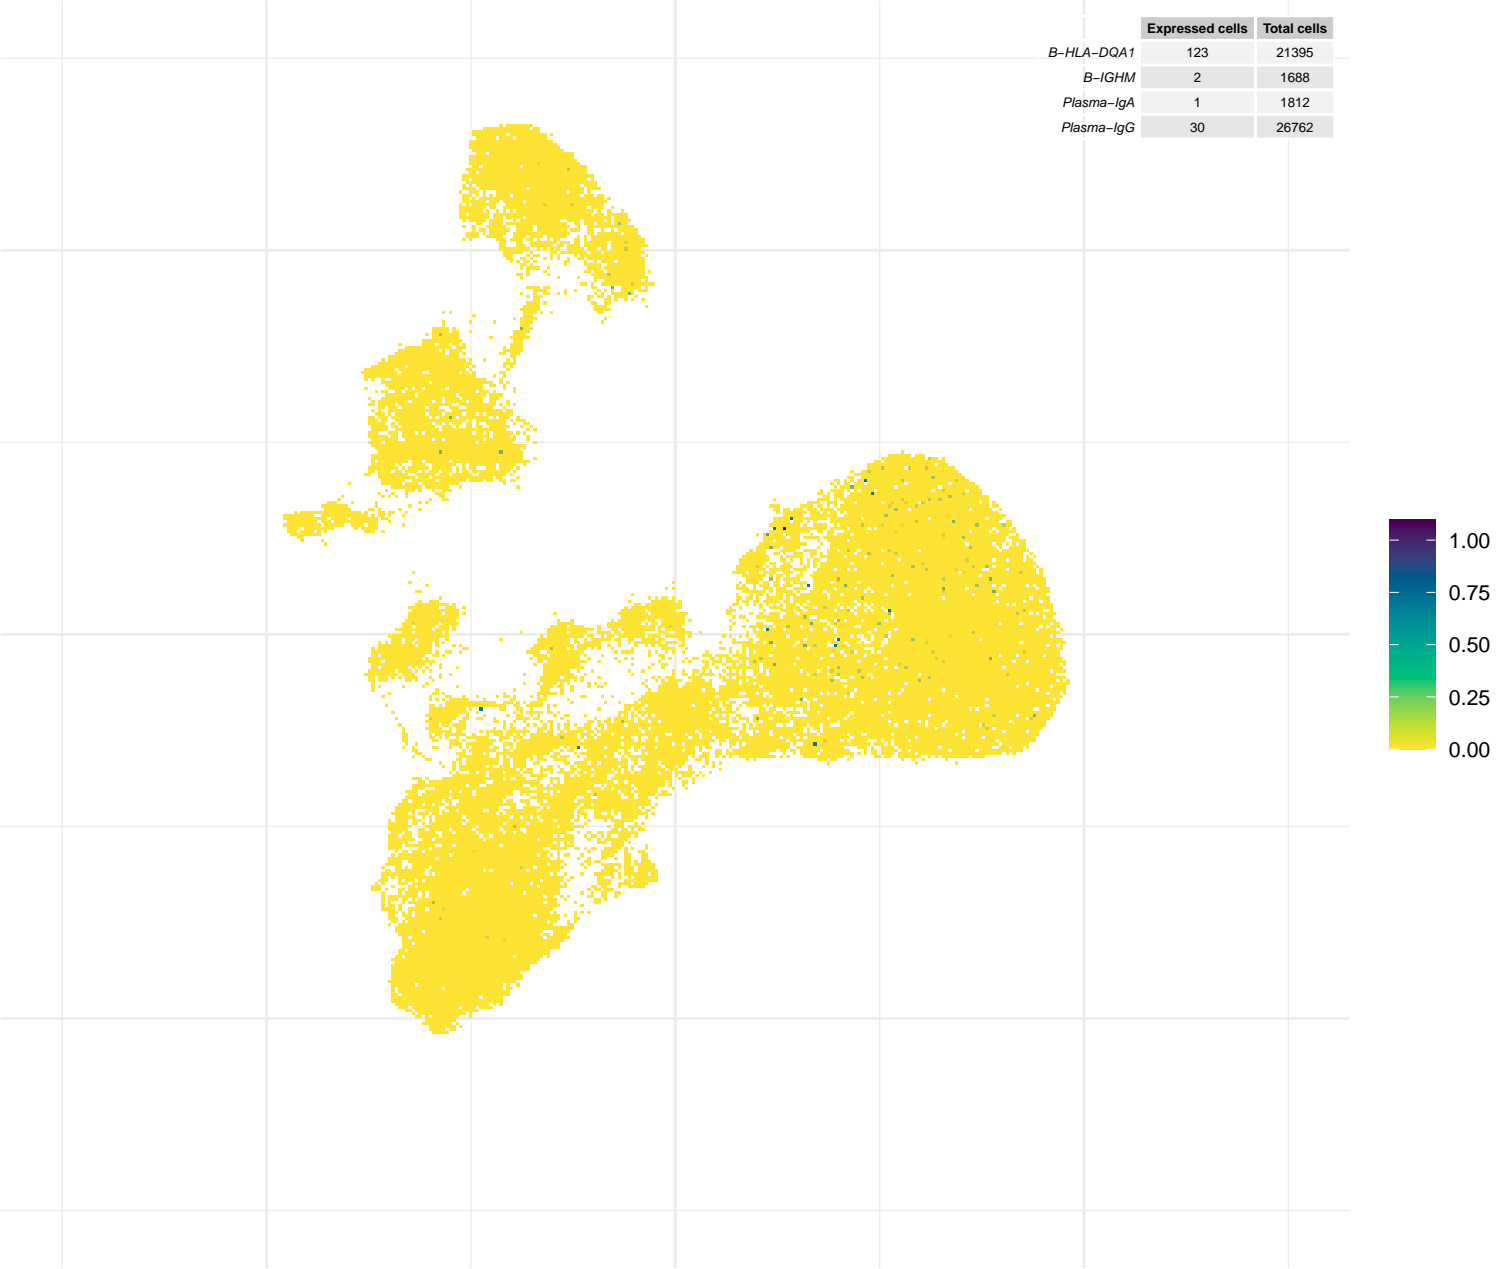 Expressed cells Total cells
B−HLA−DQA1 123 21395
B−IGHM 2 1688
Plasma−IgA 1 1812
Plasma−IgG 30 26762
1.00
0.75
0.50
0.25
0.00